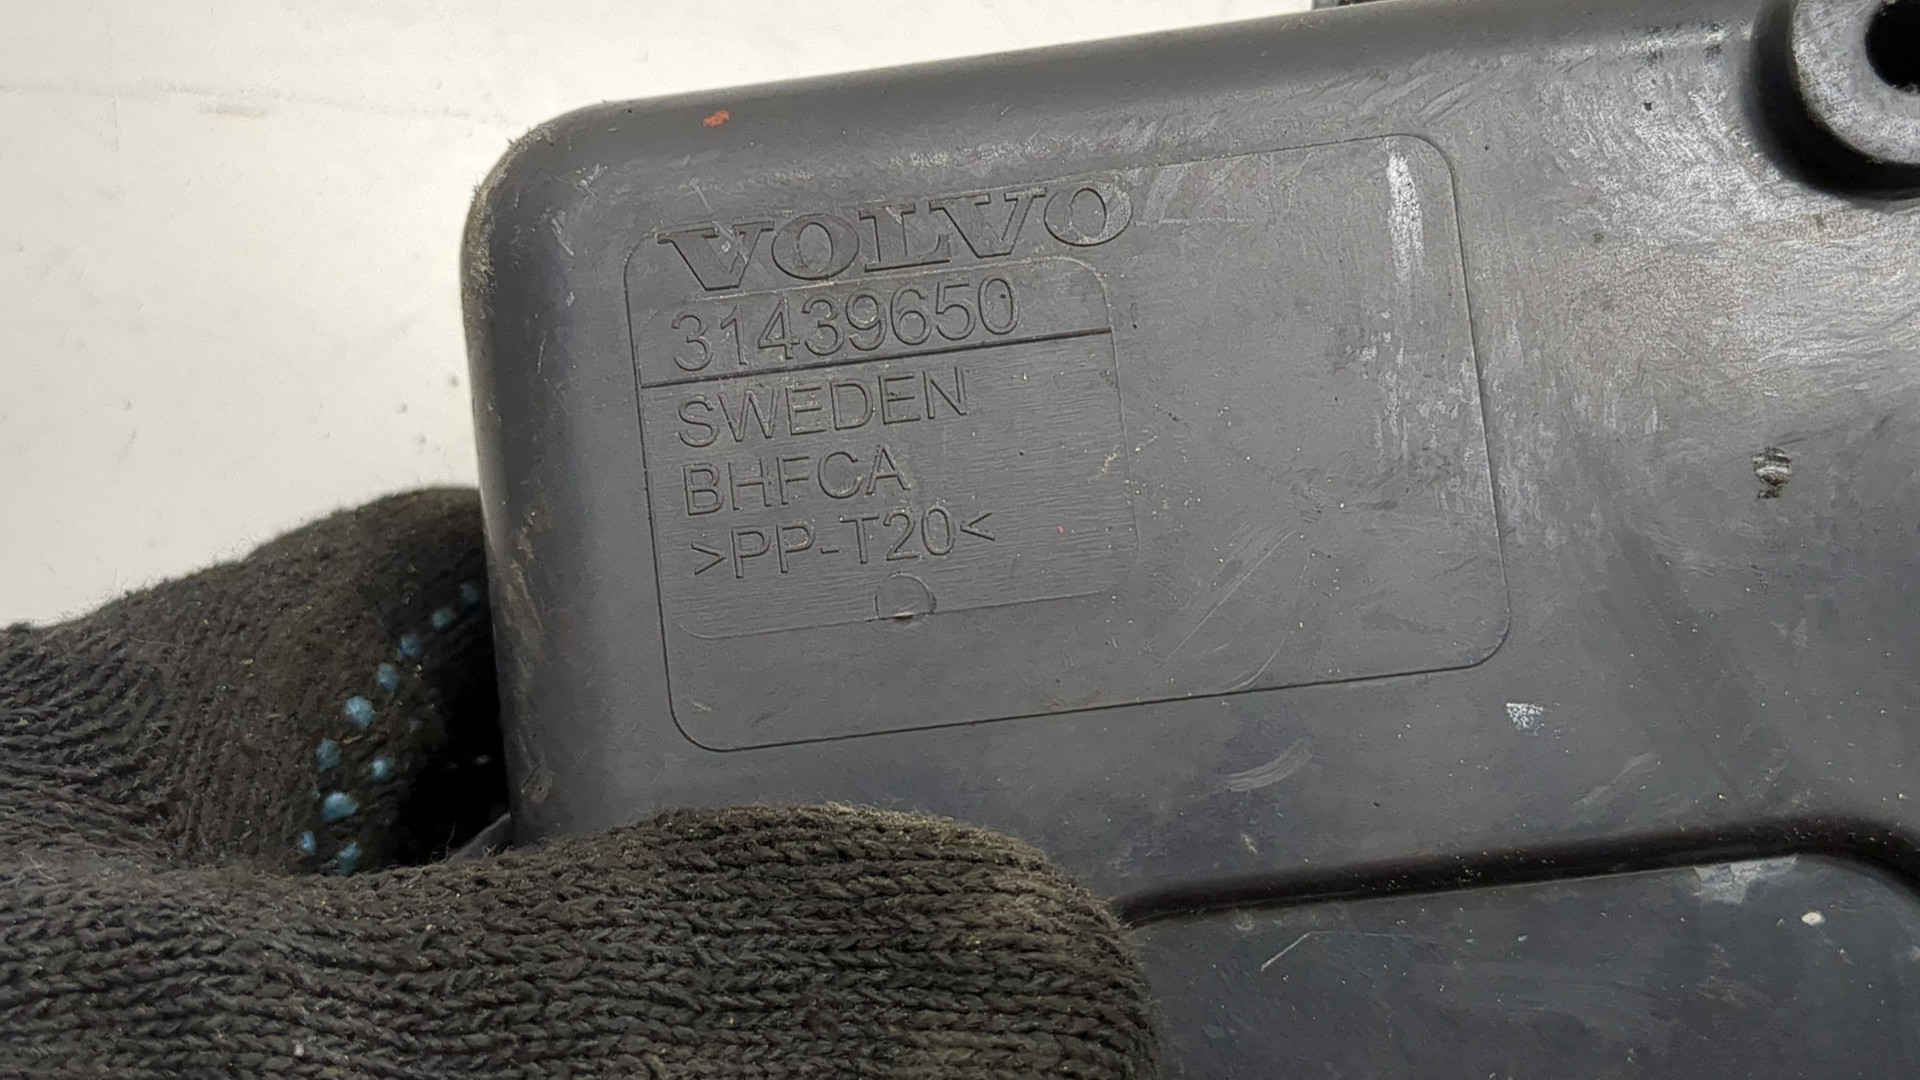 VOLVO
31439650
SWEDEN
BHFCA
>PP-T20<